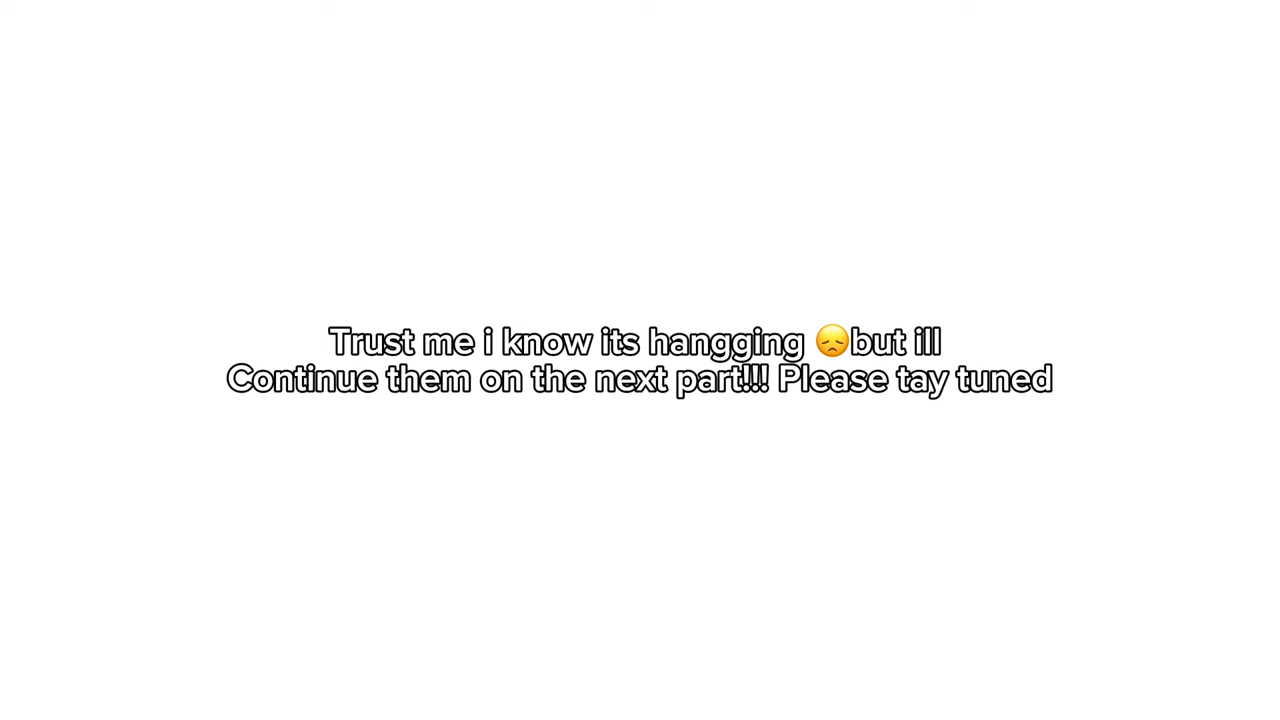 Trust me i know its hangging 😞but ill
Continue them on the next part!!! Please tay tuned